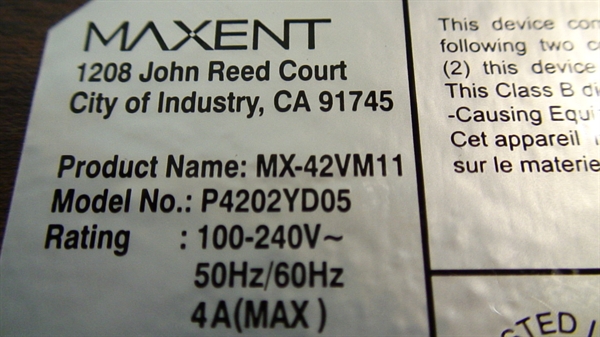 MAXENT
1208 John Reed Court
City of Industry, CA 91745
Product Name: MX-42VM11
Model No.: P4202YD05
Rating : 100-240V~
50Hz/60Hz
4A(MAX)
This device
following two
(2) this device
This Class B
-Causing
Cet appareil
sur le